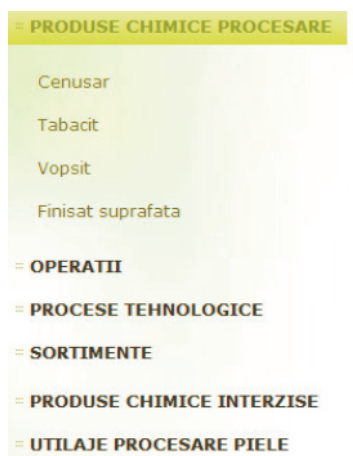 PRODUSE CHIMICE PROCESARE
Cenusar
Tabacit
Vopsit
Finisat suprafata
OPERATII
PROCESE TEHNOLOGICE
SORTIMENTE
PRODUSE CHIMICE INTERZISE
UTILAJE PROCESARE PIELE